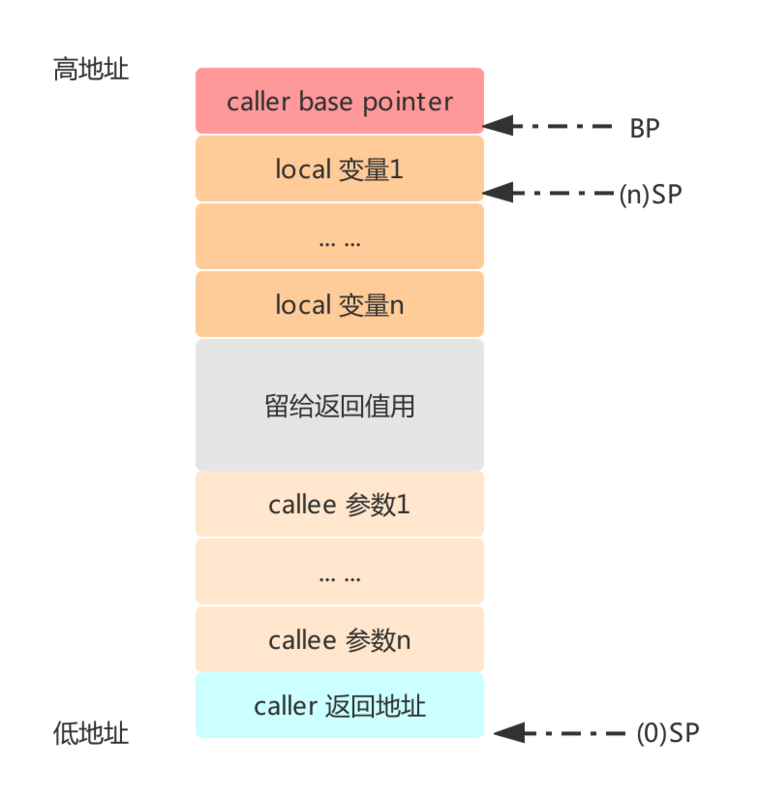 高地址
caller base pointer
BP
local 变量1
(n)SP
... ...
local 变量n
留给返回值用
callee 参数1
... ...
callee 参数n
caller 返回地址
低地址
(0)SP